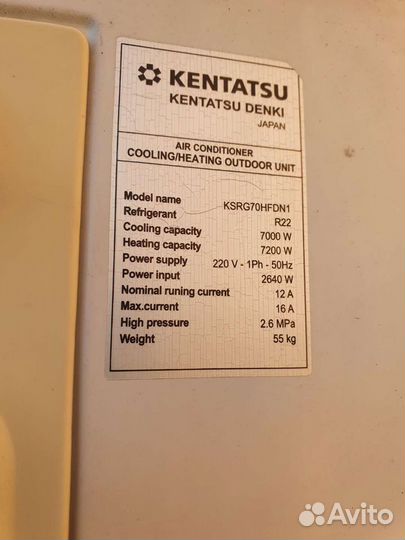 KENTATSU
KENTATSU DENKI
JAPAN
AIR CONDITIONER
COOLING/HEATING OUTDOOR UNIT
Model name KSRG70HFDN1
Refrigerant R22
Cooling capacity 7000 W
Heating capacity 7200 W
Power supply 220 V - 1Ph - 50Hz
Power input 2640 W
Nominal runing current 12 A
Max.current 16 A
High pressure 2.6 MPa
Weight 55 kg
Avito